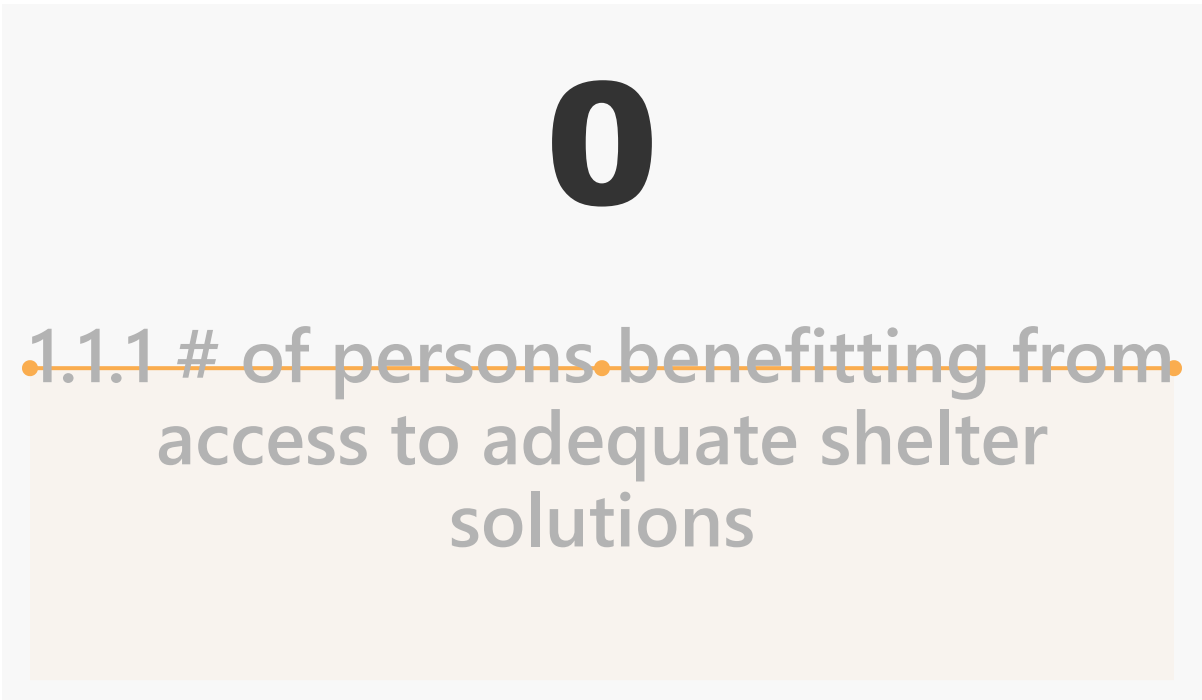 0
1.1.1 # of persons benefitting from
access to adequate shelter
solutions